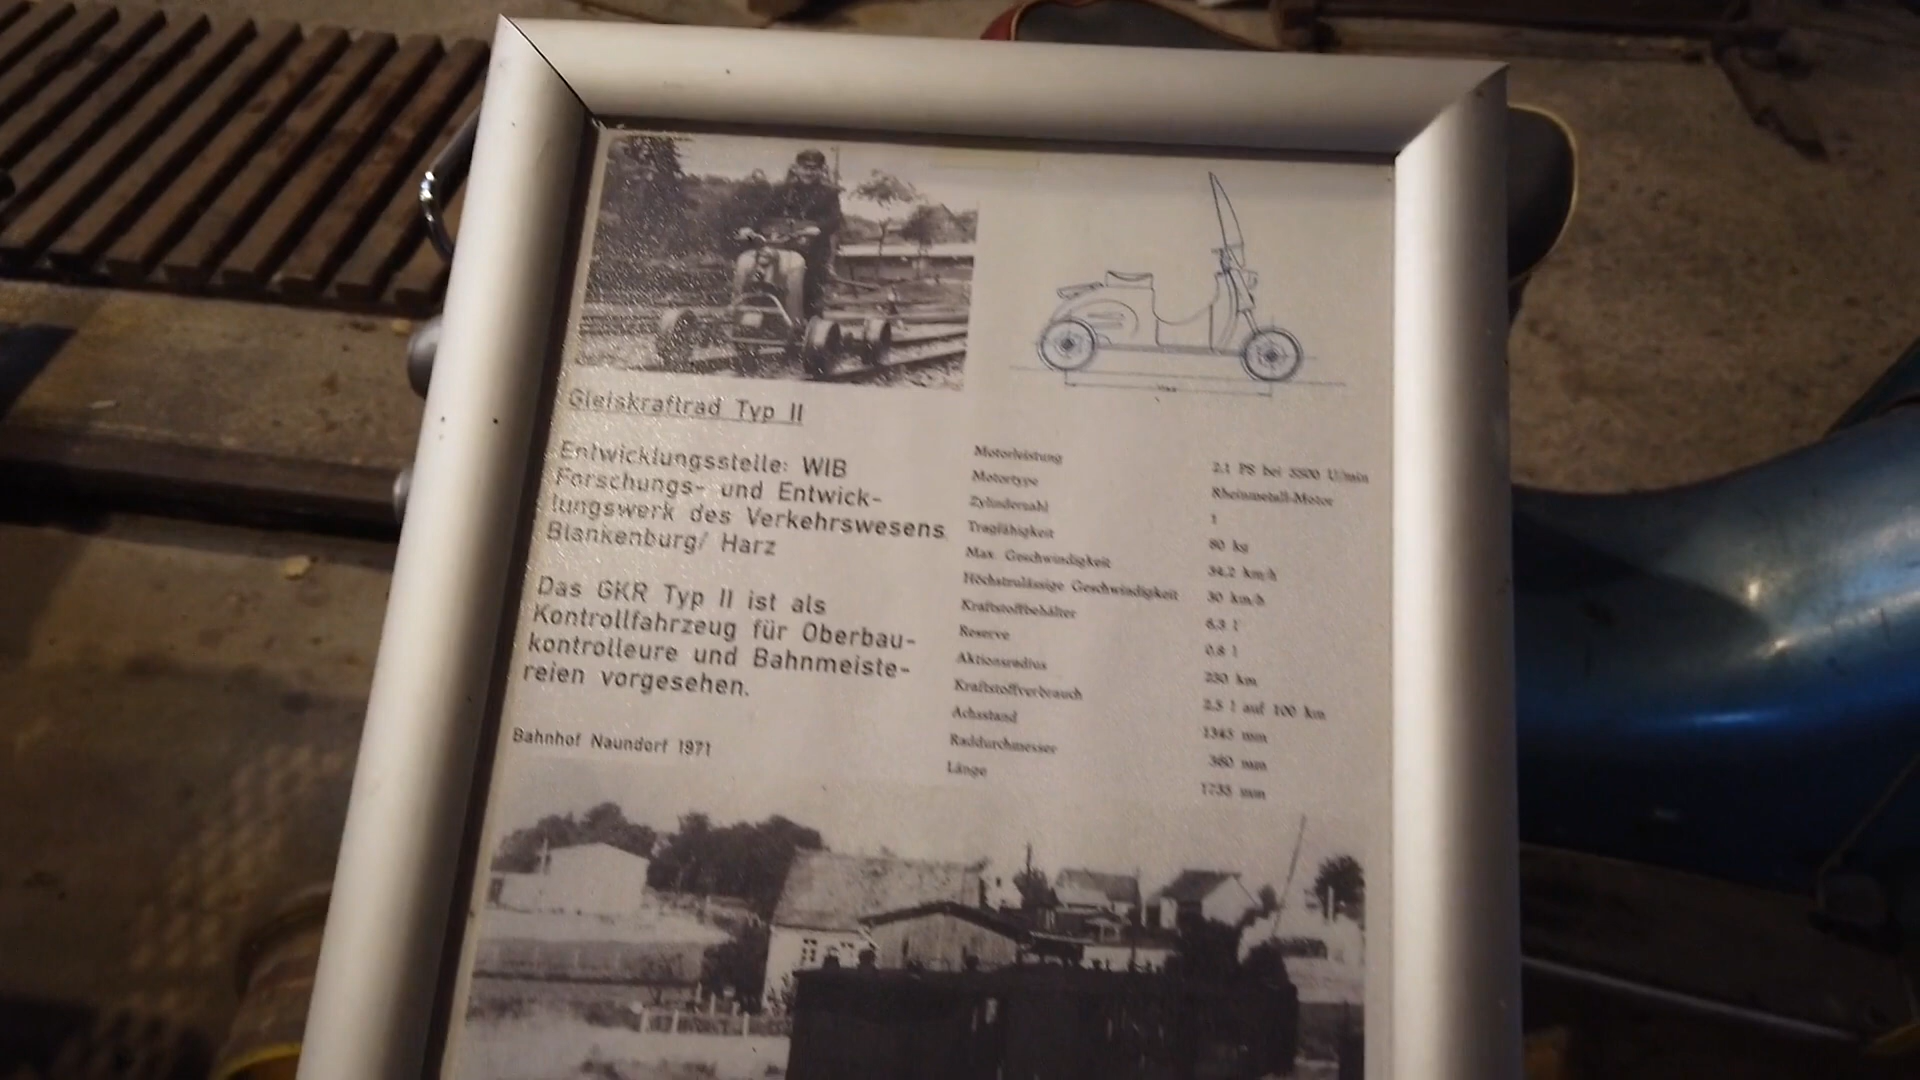 Gleiskraftrad Typ II
Entwicklungsstelle: WIB
Forschungs- und Entwick-
lungswerk des Verkehrswesens
Blankenburg/ Harz
Das GKR Typ II ist als
Kontrollfahrzeug für Oberbau-
kontrolleure und Bahnmeiste-
reien vorgesehen.
Bahnhof Naundorf 1971
Motorleistung 2.1 PS bei 5500 U/min
Motortype Rheinmetall-Motor
Zylinderzahl 1
Tragfähigkeit 80 kg
Max. Geschwindigkeit 34.2 km/h
Höchstzulässige Geschwindigkeit 30 km/h
Kraftstoffbehälter 6.3 l
Reserve 0.8 l
Aktionsradius 250 km
Kraftstoffverbrauch 2.5 l auf 100 km
Achsstand 1345 mm
Raddurchmesser 360 mm
Länge 1735 mm